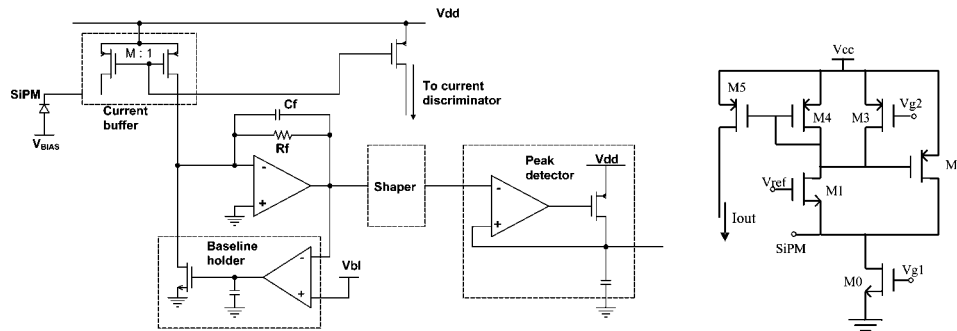 Vdd
M : 1
SiPM
Current
buffer
VBIAS
To current
discriminator
Cf
Rf
-
+
Shaper
Peak
detector
Vdd
-
+
Baseline
holder
-
+
Vbl
Vcc
M5
M4
M3
Vg2
M
Vref
M1
Iout
SiPM
M0
Vg1